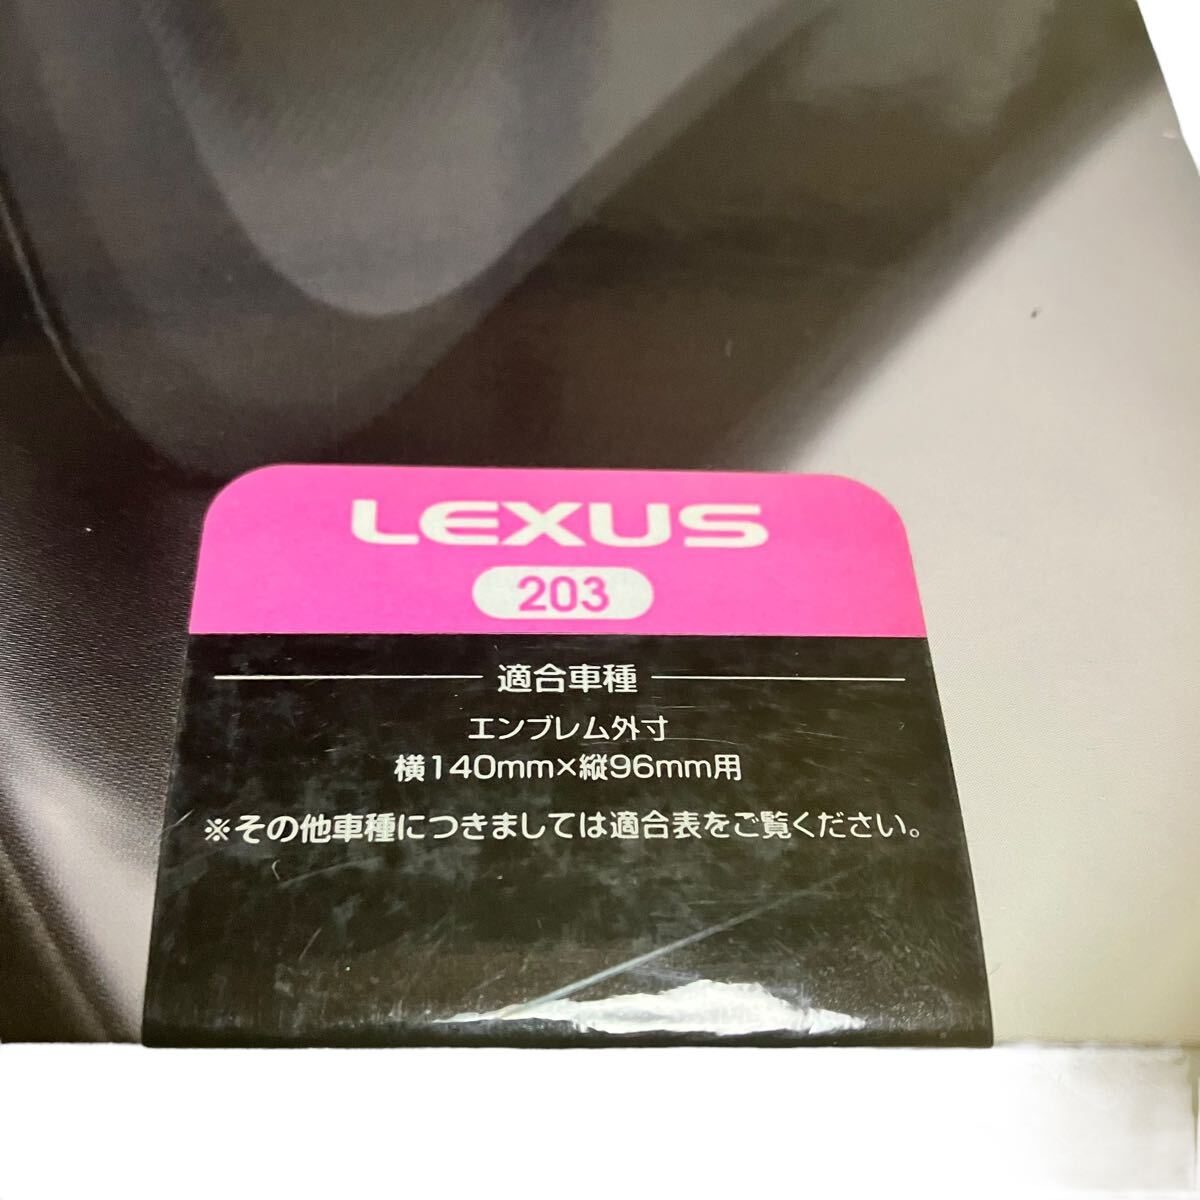 LEXUS
203
適合車種
エンブレム外寸
横140mm×縦96mm用
※その他車種につきましては適合表をご覧ください。